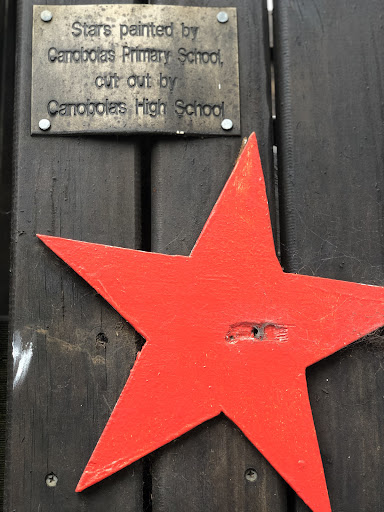 Stars painted by
Canobolas Primary School,
cut out by
Canobolas High School